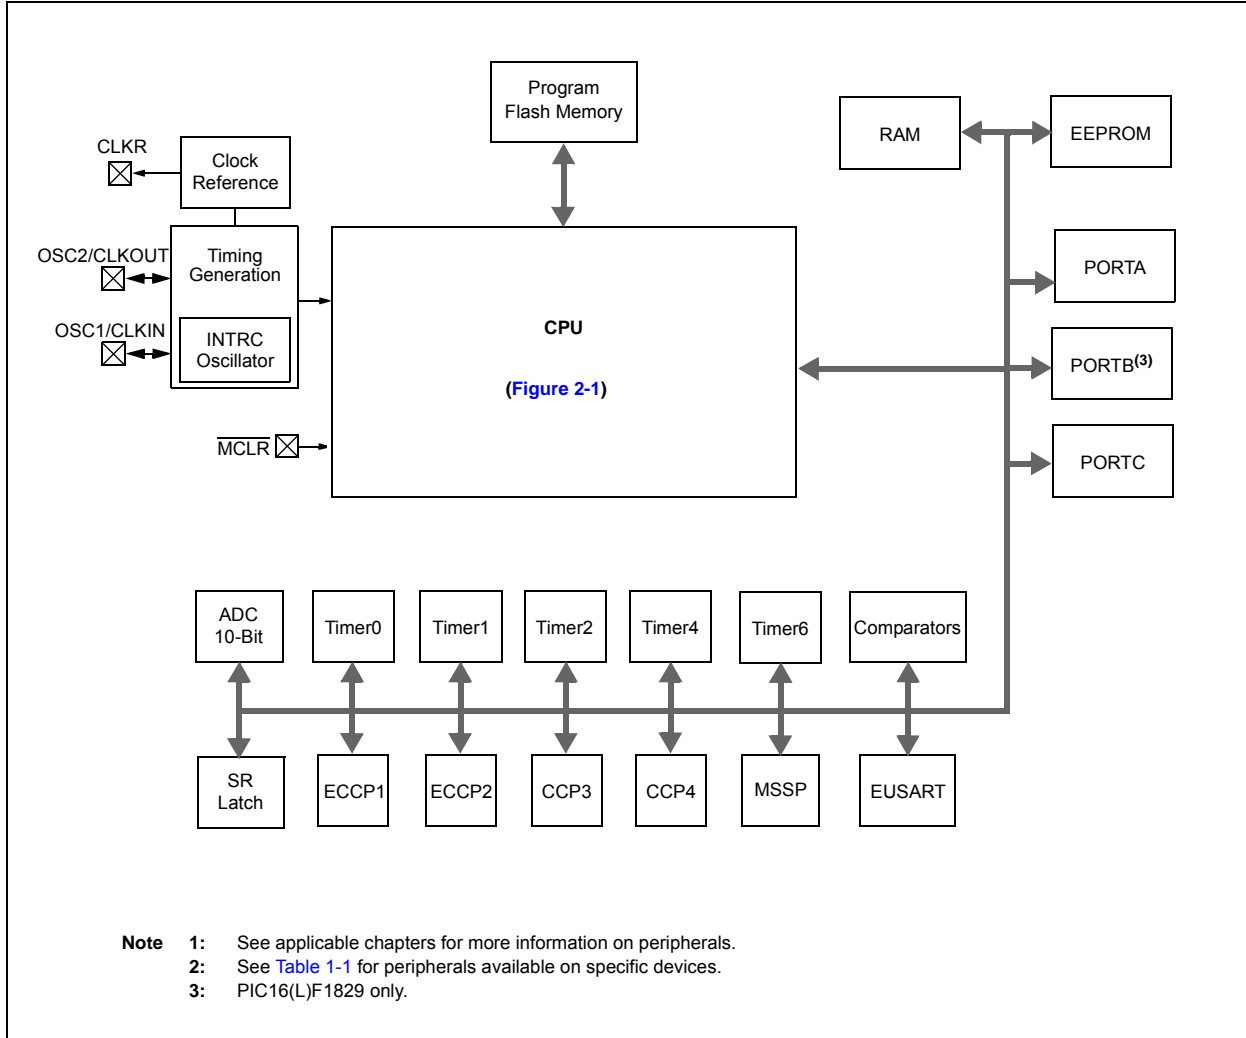 Program
Flash Memory
RAM
EEPROM
CLKR
Clock
Reference
OSC2/CLKOUT
Timing
Generation
PORTA
OSC1/CLKIN
INTRC
Oscillator
CPU
(Figure 2-1)
PORTB(3)
MCLR
PORTC
ADC
10-Bit
Timer0
Timer1
Timer2
Timer4
Timer6
Comparators
SR
Latch
ECCP1
ECCP2
CCP3
CCP4
MSSP
EUSART
Note 1: See applicable chapters for more information on peripherals.
2: See Table 1-1 for peripherals available on specific devices.
3: PIC16(L)F1829 only.